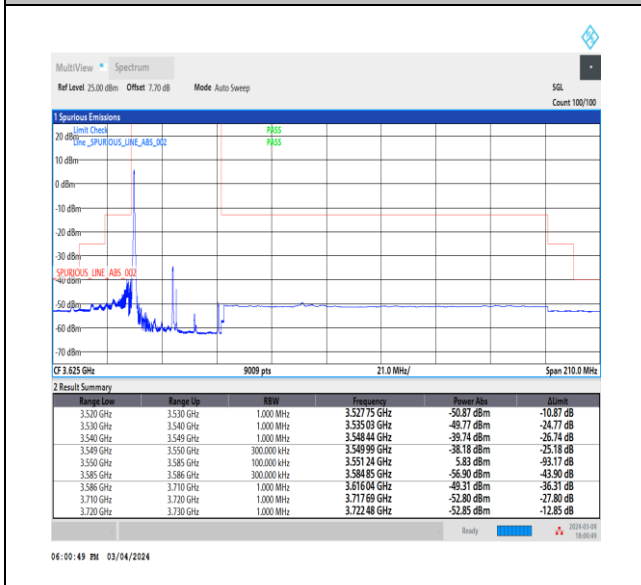 MultiView Spectrum
Ref Level 25.00 dBm Offset 7.70 dB Mode Auto Sweep SGL
Count 100/100
1 Spurious Emissions
Limit Check PASS
20 dBm
Line _SPURIOUS_LINE_ABS_002 PASS
10 dBm
0 dBm
-10 dBm
-20 dBm
-30 dBm
SPURIOUS_LINE_ABS_002
-40 dBm
-50 dBm
-60 dBm
-70 dBm
CF 3.625 GHz 9009 pts 21.0 MHz/ Span 210.0 MHz
2 Result Summary
Range Low Range Up RBW Frequency Power Abs ΔLimit
3.520 GHz 3.530 GHz 1.000 MHz 3.527 75 GHz -50.87 dBm -10.87 dB
3.530 GHz 3.540 GHz 1.000 MHz 3.535 03 GHz -49.77 dBm -24.77 dB
3.540 GHz 3.549 GHz 1.000 MHz 3.548 44 GHz -39.74 dBm -26.74 dB
3.549 GHz 3.550 GHz 300.000 kHz 3.549 99 GHz -38.18 dBm -25.18 dB
3.550 GHz 3.585 GHz 100.000 kHz 3.551 24 GHz 5.83 dBm -93.17 dB
3.585 GHz 3.586 GHz 300.000 kHz 3.584 85 GHz -56.90 dBm -43.90 dB
3.586 GHz 3.710 GHz 1.000 MHz 3.616 04 GHz -49.31 dBm -36.31 dB
3.710 GHz 3.720 GHz 1.000 MHz 3.717 69 GHz -52.80 dBm -27.80 dB
3.720 GHz 3.730 GHz 1.000 MHz 3.722 48 GHz -52.85 dBm -12.85 dB
Ready 2024-03-04
18:00:49
06:00:49 PM 03/04/2024